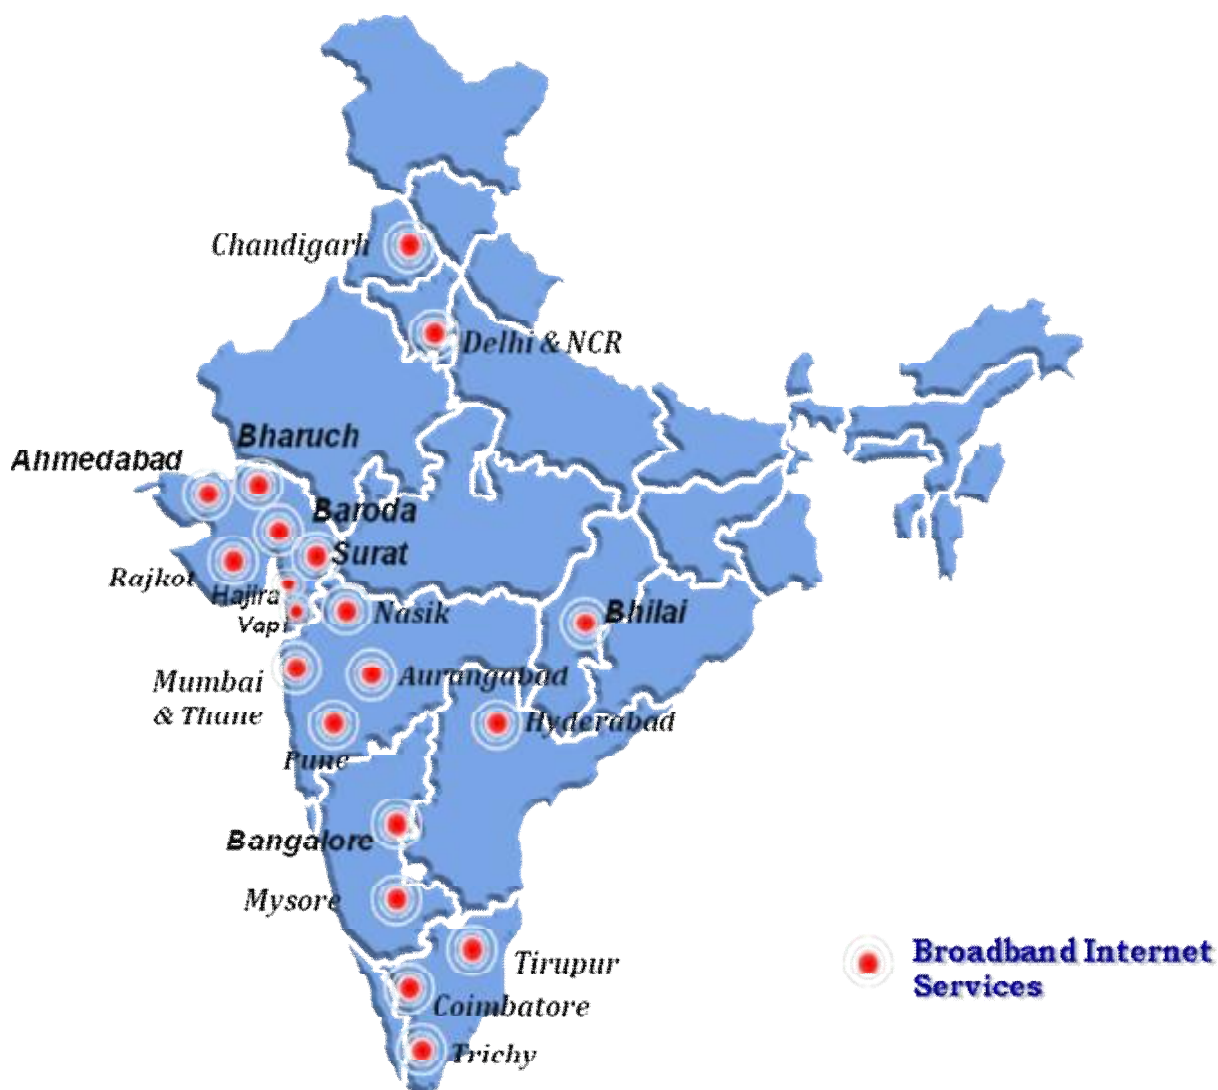 Chandigarh
Delhi & NCR
Bharuch
Ahmedabad
Baroda
Surat
Rajkot
Hajira
Vapi
Nasik
Bhilai
Mumbai
& Thane
Aurangabad
Hyderabad
Pune
Bangalore
Mysore
Tirupur
Coimbatore
Trichy
Broadband Internet
Services